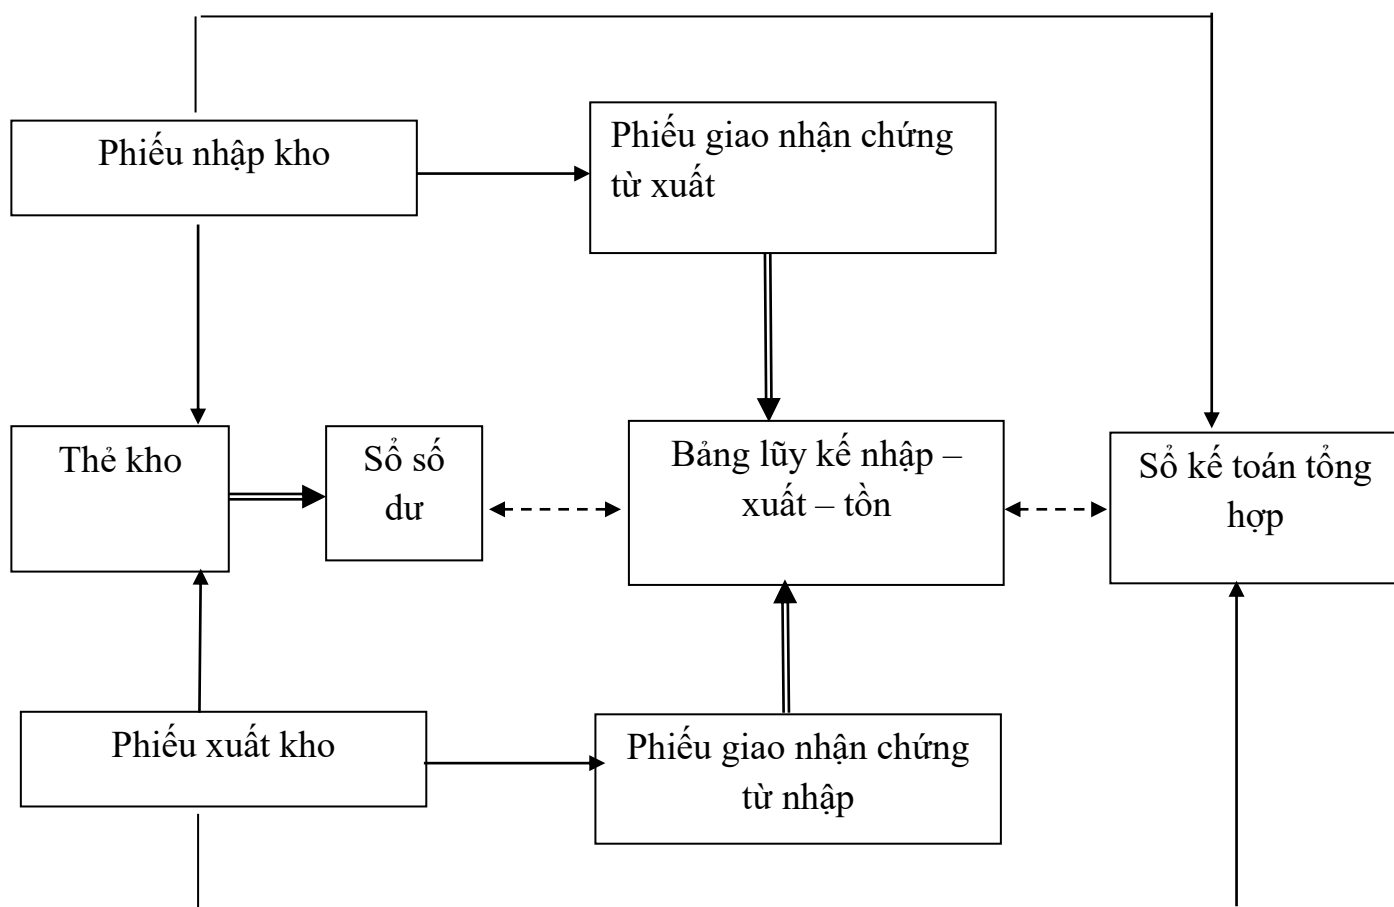 Phiếu nhập kho
Phiếu giao nhận chứng
từ xuất
Thẻ kho
Sổ số
dư
Bảng lũy kế nhập –
xuất – tồn
Sổ kế toán tổng
hợp
Phiếu xuất kho
Phiếu giao nhận chứng
từ nhập